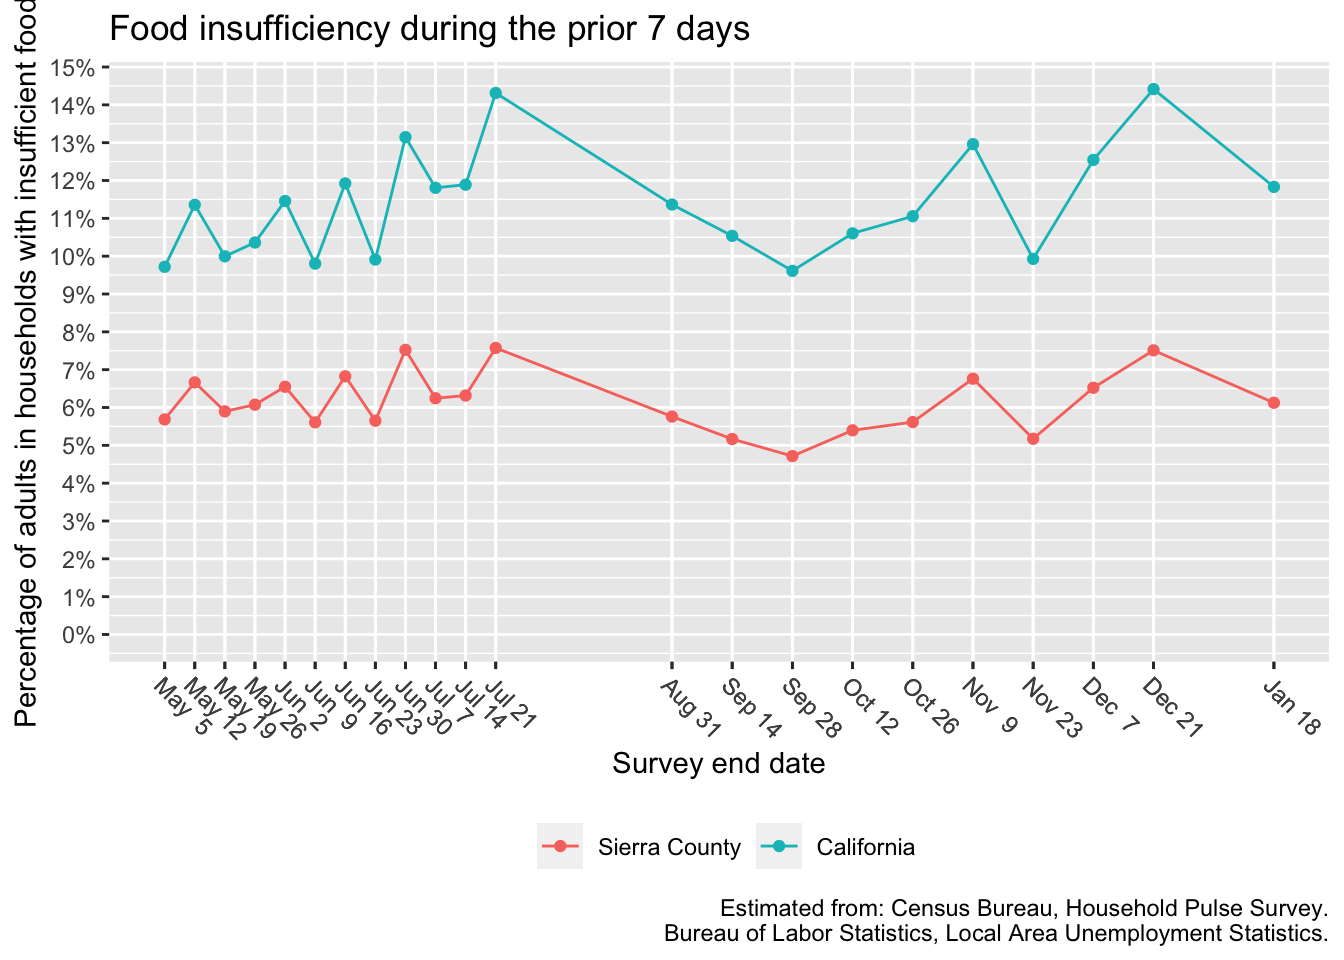 Food insufficiency during the prior 7 days
Percentage of adults in households with insufficient food
15%
14%
13%
12%
11%
10%
9%
8%
7%
6%
5%
4%
3%
2%
1%
0%
May 5
May 12
May 19
May 26
Jun 2
Jun 9
Jun 16
Jun 23
Jun 30
Jul 7
Jul 14
Jul 21
Aug 31
Sep 14
Sep 28
Oct 12
Oct 26
Nov 9
Nov 23
Dec 7
Dec 21
Jan 18
Survey end date
Sierra County
California
Estimated from: Census Bureau, Household Pulse Survey.
Bureau of Labor Statistics, Local Area Unemployment Statistics.